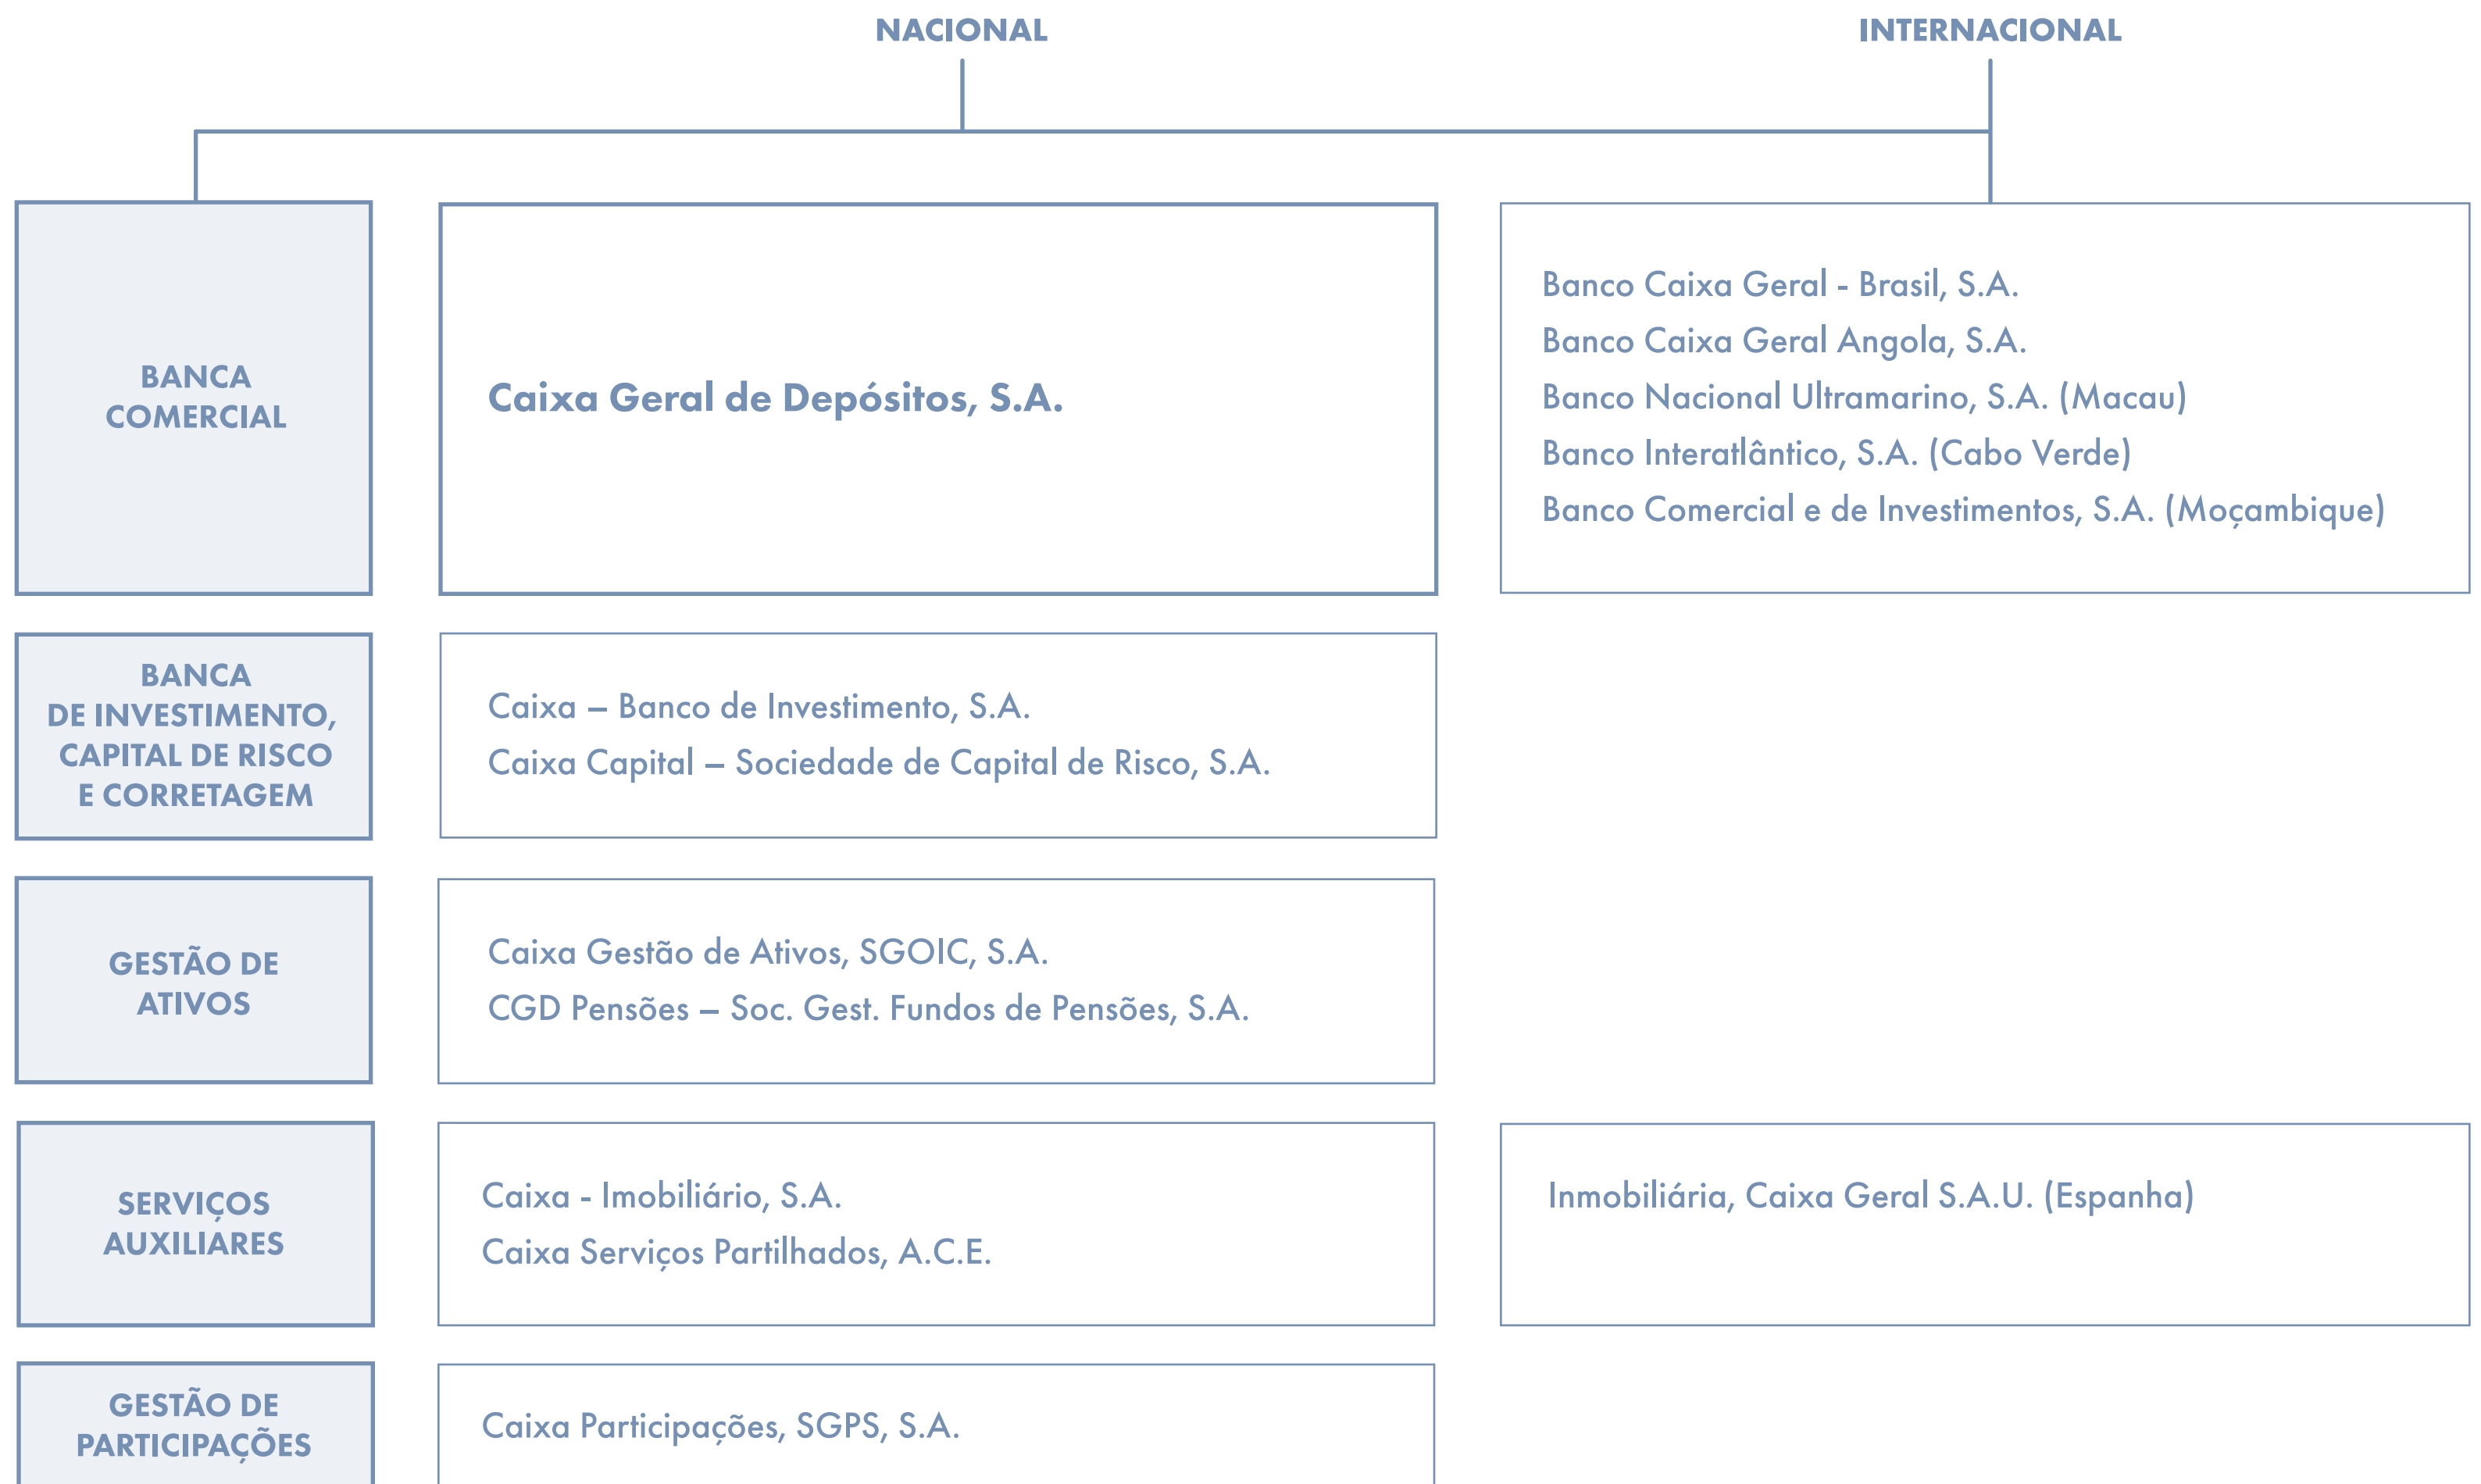 NACIONAL
INTERNACIONAL
BANCA
COMERCIAL
Caixa Geral de Depósitos, S.A.
Banco Caixa Geral - Brasil, S.A.
Banco Caixa Geral Angola, S.A.
Banco Nacional Ultramarino, S.A. (Macau)
Banco Interatlântico, S.A. (Cabo Verde)
Banco Comercial e de Investimentos, S.A. (Moçambique)
BANCA
DE INVESTIMENTO,
CAPITAL DE RISCO
E CORRETAGEM
Caixa – Banco de Investimento, S.A.
Caixa Capital – Sociedade de Capital de Risco, S.A.
GESTÃO DE
ATIVOS
Caixa Gestão de Ativos, SGOIC, S.A.
CGD Pensões – Soc. Gest. Fundos de Pensões, S.A.
SERVIÇOS
AUXILIARES
Caixa - Imobiliário, S.A.
Caixa Serviços Partilhados, A.C.E.
Inmobiliária, Caixa Geral S.A.U. (Espanha)
GESTÃO DE
PARTICIPAÇÕES
Caixa Participações, SGPS, S.A.